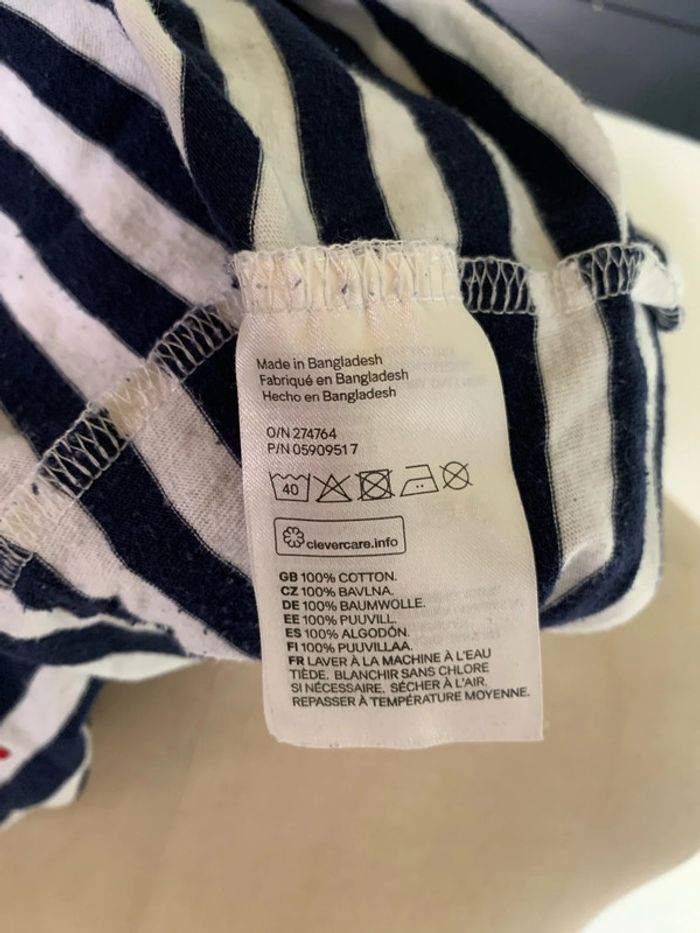 Made in Bangladesh
Fabriqué en Bangladesh
Hecho en Bangladesh
O/N 274764
P/N 05909517
40
clevercare.info
GB 100% COTTON.
CZ 100% BAVLNA.
DE 100% BAUMWOLLE.
EE 100% PUUVILL.
ES 100% ALGODÓN.
FI 100% PUUVILLAA.
FR LAVER À LA MACHINE À L'EAU
TIÈDE. BLANCHIR SANS CHLORE
SI NÉCESSAIRE. SÉCHER À L'AIR.
REPASSER À TEMPÉRATURE MOYENNE.